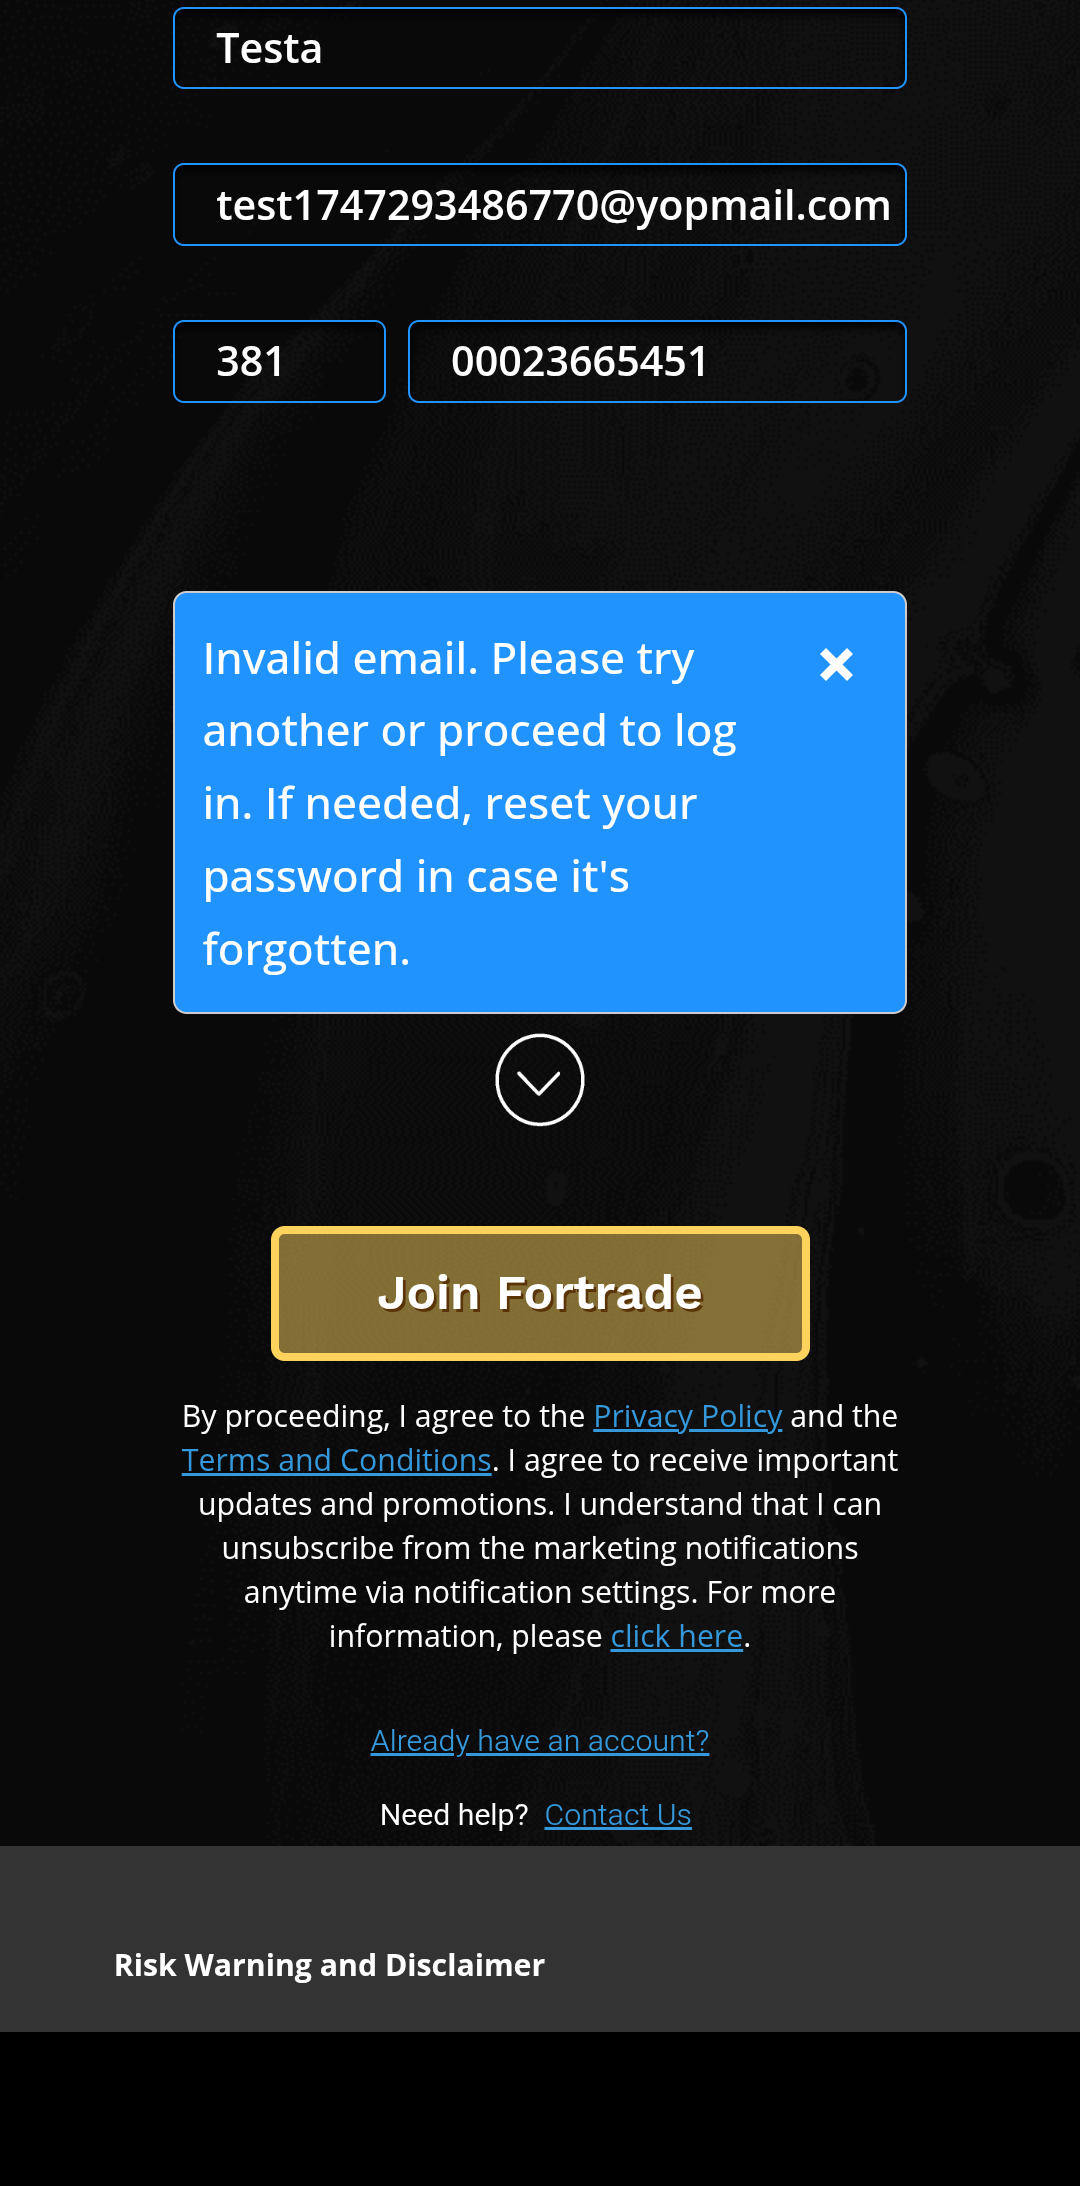 Testa
test1747293486770@yopmail.com
381 00023665451
Invalid email. Please try
another or proceed to log
in. If needed, reset your
password in case it's
forgotten.
Join Fortrade
By proceeding, I agree to the Privacy Policy and the
Terms and Conditions. I agree to receive important
updates and promotions. I understand that I can
unsubscribe from the marketing notifications
anytime via notification settings. For more
information, please click here.
Already have an account?
Need help? Contact Us
Risk Warning and Disclaimer